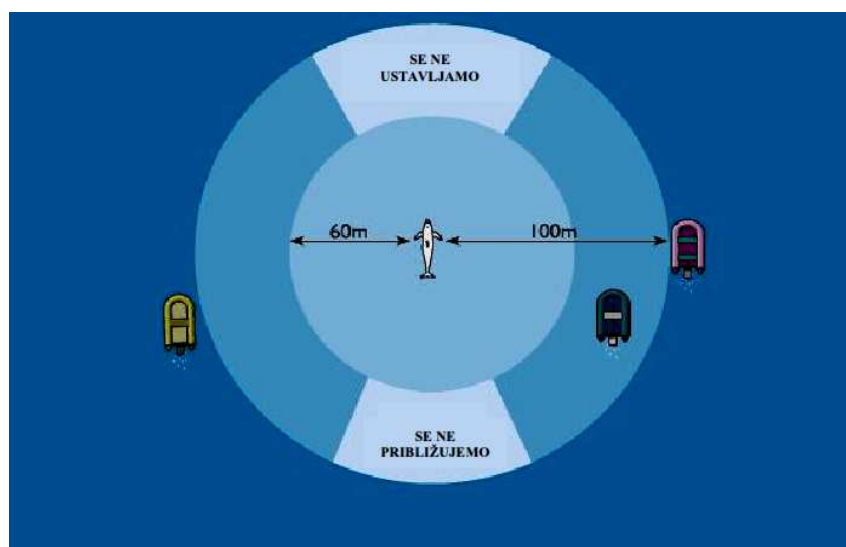 SE NE
USTAVLJAMO
60m
100m
SE NE
PRIBLIŽUJEMO